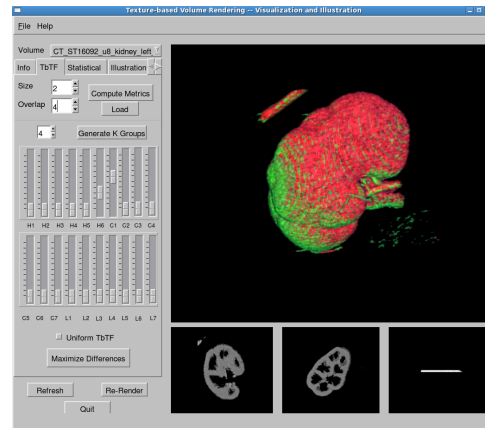 Texture-based Volume Rendering -- Visualization and Illustration
File Help
Volume CT_ST16092_u8_kidney_left_
Info TbTF Statistical Illustration
Size 2
Compute Metrics
Overlap 4
Load
4 Generate K Groups
H1 H2 H3 H4 H5 H6 C1 C2 C3 C4
C5 C6 C7 L1 L2 L3 L4 L5 L6 L7
Uniform TbTF
Maximize Differences
Refresh Re-Render
Quit